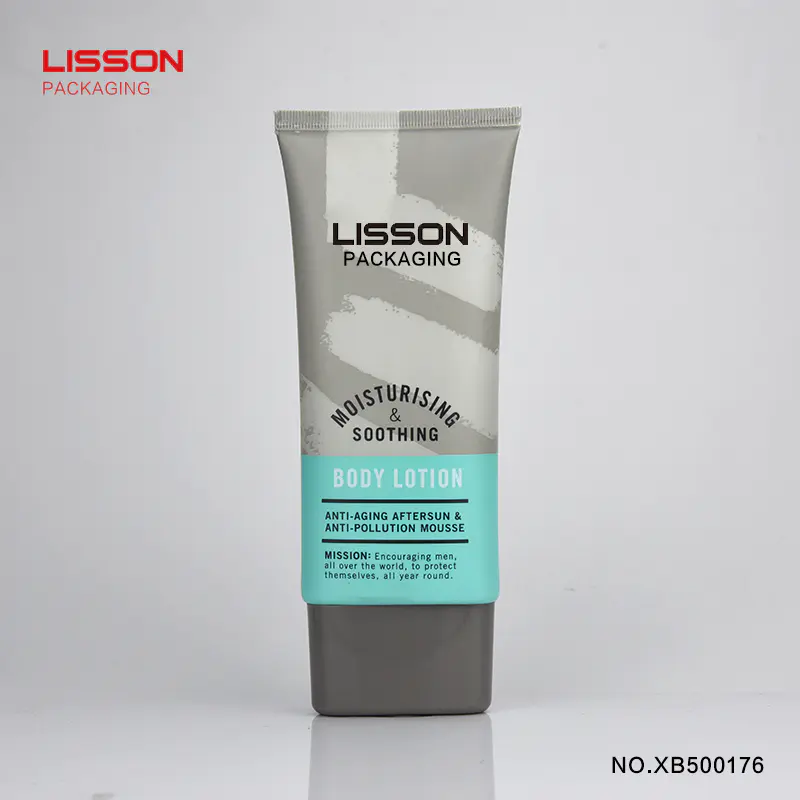 LISSON
PACKAGING
LISSON
PACKAGING
MOISTURISING
&
SOOTHING
BODY LOTION
ANTI-AGING AFTERSUN &
ANTI-POLLUTION MOUSSE
MISSION: Encouraging men,
all over the world, to protect
themselves, all year round.
NO.XB500176